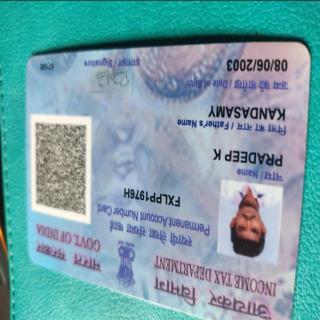 आयकर विभाग
INCOME TAX DEPARTMENT
भारत सरकार
GOVT. OF INDIA
स्थायी लेखा संख्या कार्ड
Permanent Account Number Card
FXLPP1976H
नाम / Name
PRADEEP K
पिता का नाम / Father's Name
KANDASAMY
जन्म की तारीख / Date of Birth
08/06/2003
हस्ताक्षर / Signature